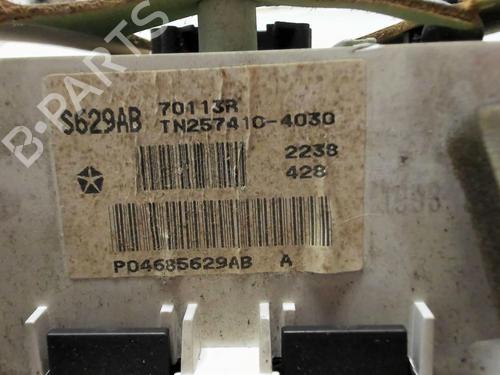 B-PARTS
S629AB
70113R
TN257410-4030
2238
428
P04685629AB A